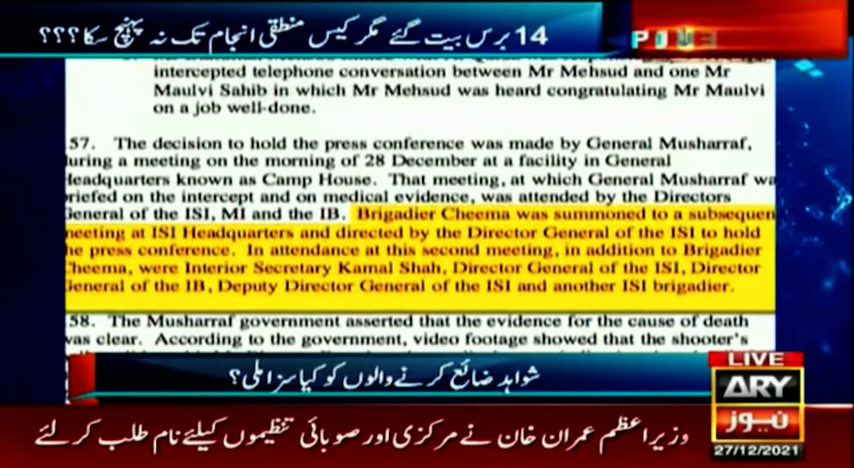 14 برس بیت گئے مگر کیس منطقی انجام تک نہ پہنچ سکا؟؟؟
intercepted telephone conversation between Mr Mehsud and one Mr
Maulvi Sahib in which Mr Mehsud was heard congratulating Mr Maulvi
on a job well-done.
57. The decision to hold the press conference was made by General Musharraf,
uring a meeting on the morning of 28 December at a facility in General
eadquarters known as Camp House. That meeting, at which General Musharraf wa
riefed on the intercept and on medical evidence, was attended by the Directors
eneral of the ISI, MI and the IB. Brigadier Cheema was summoned to a subsequen
eeting at ISI Headquarters and directed by the Director General of the ISI to hold
he press conference. In attendance at this second meeting, in addition to Brigadier
heema, were Interior Secretary Kamal Shah, Director General of the ISI, Director
eneral of the IB, Deputy Director General of the ISI and another ISI brigadier.
58. The Musharraf government asserted that the evidence for the cause of death
was clear. According to the government, video footage showed that the shooter's
شواہد ضائع کرنے والوں کو کیا سزا ملی؟
LIVE
ARY
نیوز
27/12/2021
وزیراعظم عمران خان نے مرکزی اور صوبائی تنظیموں کیلئے نام طلب کر لئے